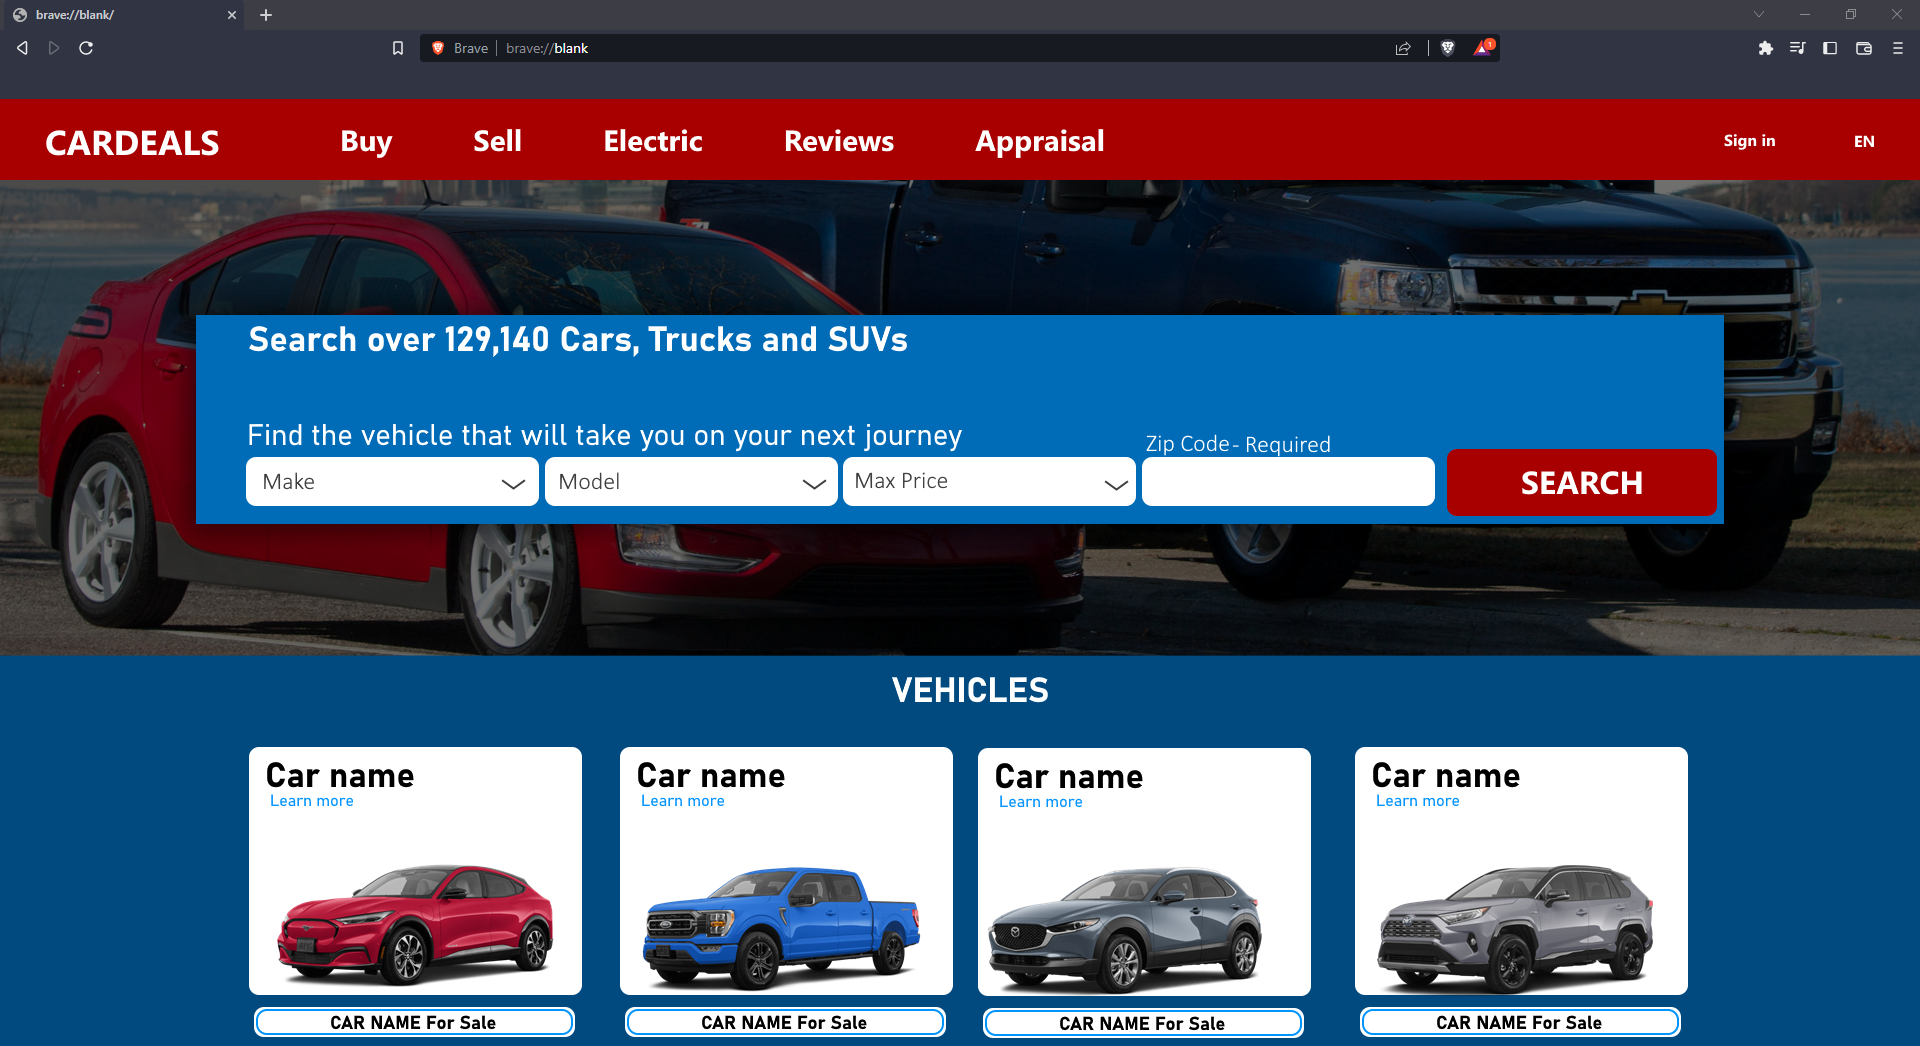 brave://blank/
Brave | brave://blank
1
CARDEALS Buy Sell Electric Reviews Appraisal Sign in EN
Search over 129,140 Cars, Trucks and SUVs
Find the vehicle that will take you on your next journey
Zip Code - Required
Make Model Max Price SEARCH
VEHICLES
Car name Car name Car name Car name
Learn more Learn more Learn more Learn more
CAR NAME For Sale CAR NAME For Sale CAR NAME For Sale CAR NAME For Sale